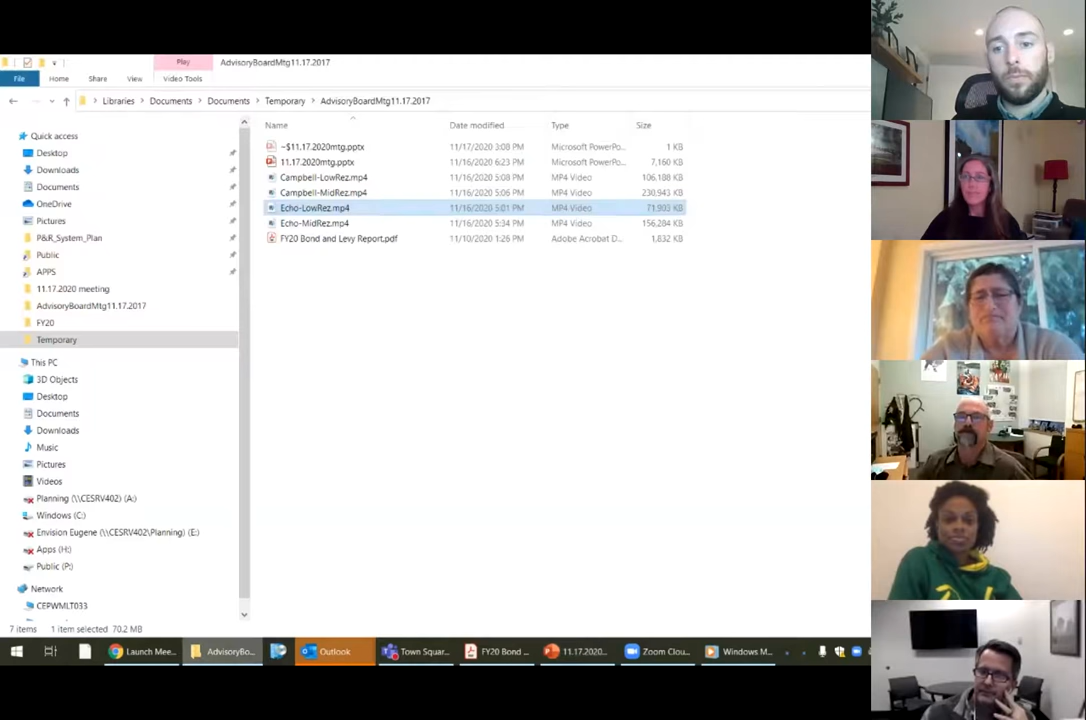 Play AdvisoryBoardMtg11.17.2017
File Home Share View Video Tools
Libraries Documents Documents Temporary AdvisoryBoardMtg11.17.2017
Name Date modified Type Size
~$11.17.2020mtg.pptx 11/17/2020 3:08 PM Microsoft PowerPo... 1 KB
11.17.2020mtg.pptx 11/16/2020 6:23 PM Microsoft PowerPo... 7,160 KB
Campbell-LowRez.mp4 11/16/2020 5:08 PM MP4 Video 106,188 KB
Campbell-MidRez.mp4 11/16/2020 5:06 PM MP4 Video 230,943 KB
Echo-LowRez.mp4 11/16/2020 5:01 PM MP4 Video 71,903 KB
Echo-MidRez.mp4 11/16/2020 5:34 PM MP4 Video 156,284 KB
FY20 Bond and Levy Report.pdf 11/10/2020 1:26 PM Adobe Acrobat D... 1,832 KB
Quick access
Desktop
Downloads
Documents
OneDrive
Pictures
P&R_System_Plan
Public
APPS
11.17.2020 meeting
AdvisoryBoardMtg11.17.2017
FY20
Temporary
This PC
3D Objects
Desktop
Documents
Downloads
Music
Pictures
Videos
Planning (\\CESRV402) (A:)
Windows (C:)
Envision Eugene (\\CESRV402\Planning) (E:)
Apps (H:)
Public (P:)
Network
CEPWMLT033
7 items 1 item selected 70.2 MB
Launch Mee... AdvisoryBo... Outlook Town Squar... FY20 Bond ... 11.17.2020... Zoom Clou... Windows M...